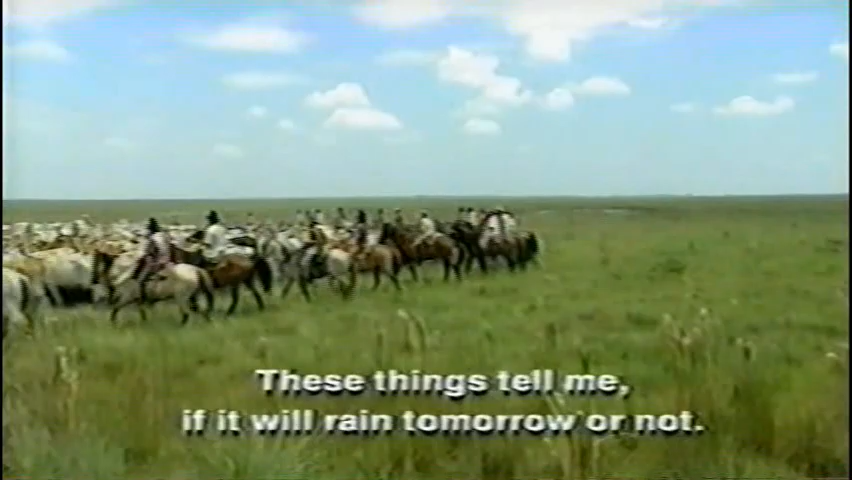 These things tell me,
if it will rain tomorrow or not.